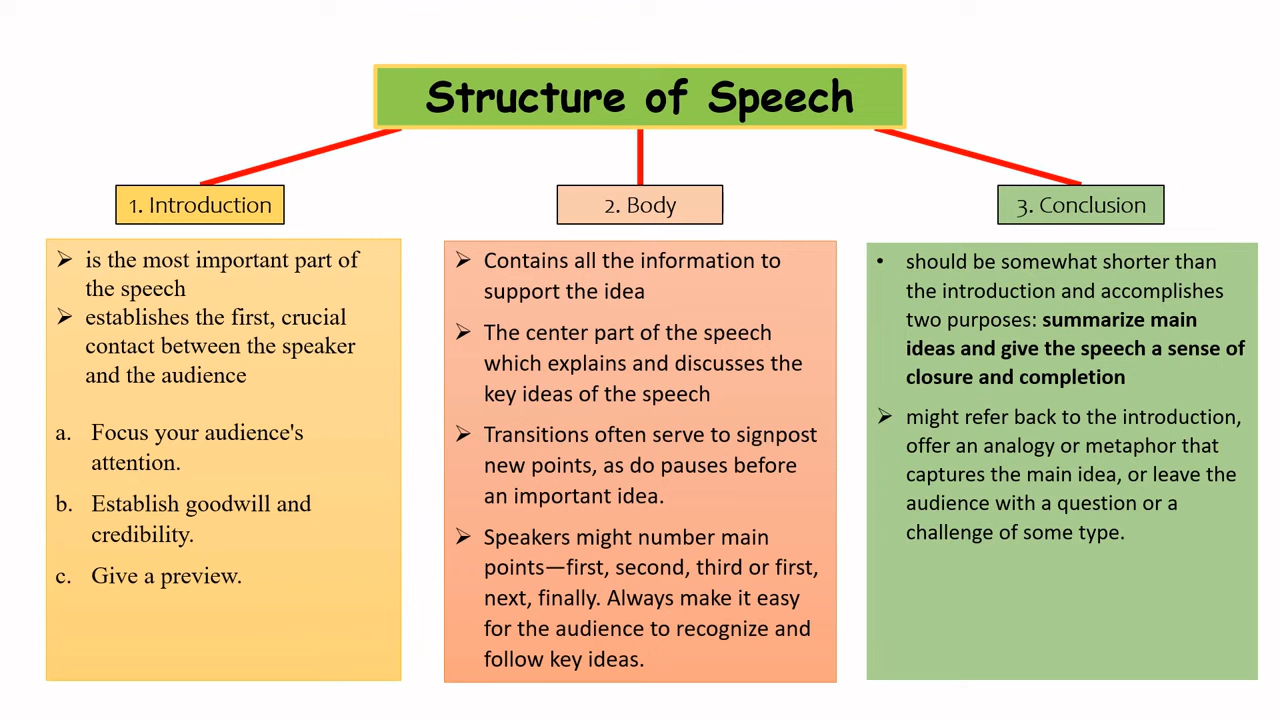 Structure of Speech
1. Introduction
➢ is the most important part of
the speech
➢ establishes the first, crucial
contact between the speaker
and the audience
a. Focus your audience's
attention.
b. Establish goodwill and
credibility.
c. Give a preview.
2. Body
➢ Contains all the information to
support the idea
➢ The center part of the speech
which explains and discusses the
key ideas of the speech
➢ Transitions often serve to signpost
new points, as do pauses before
an important idea.
➢ Speakers might number main
points—first, second, third or first,
next, finally. Always make it easy
for the audience to recognize and
follow key ideas.
3. Conclusion
• should be somewhat shorter than
the introduction and accomplishes
two purposes: summarize main
ideas and give the speech a sense of
closure and completion
➢ might refer back to the introduction,
offer an analogy or metaphor that
captures the main idea, or leave the
audience with a question or a
challenge of some type.